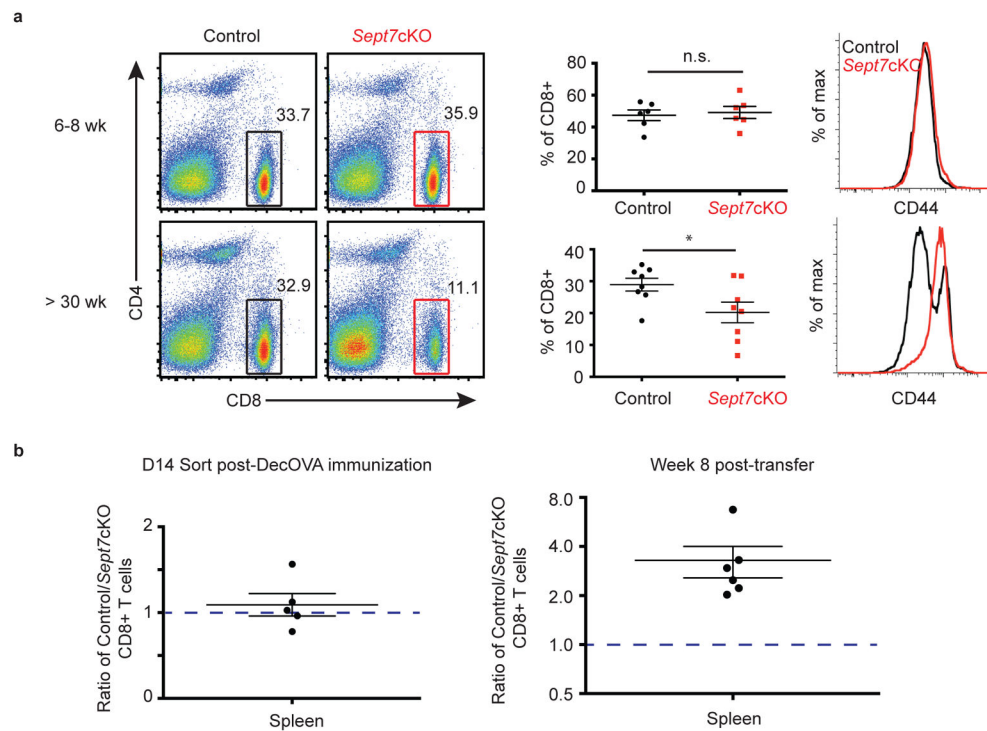 a
Control
Sept7cKO
6-8 wk
33.7
35.9
> 30 wk
32.9
11.1
CD4
CD8
n.s.
80
60
40
20
0
% of CD8+
Control
Sept7cKO
Control
Sept7cKO
% of max
CD44
*
40
30
20
10
0
% of CD8+
Control
Sept7cKO
% of max
CD44
b
D14 Sort post-DecOVA immunization
2
1
0
Ratio of Control/Sept7cKO
CD8+ T cells
Spleen
Week 8 post-transfer
8.0
4.0
2.0
1.0
0.5
Ratio of Control/Sept7cKO
CD8+ T cells
Spleen